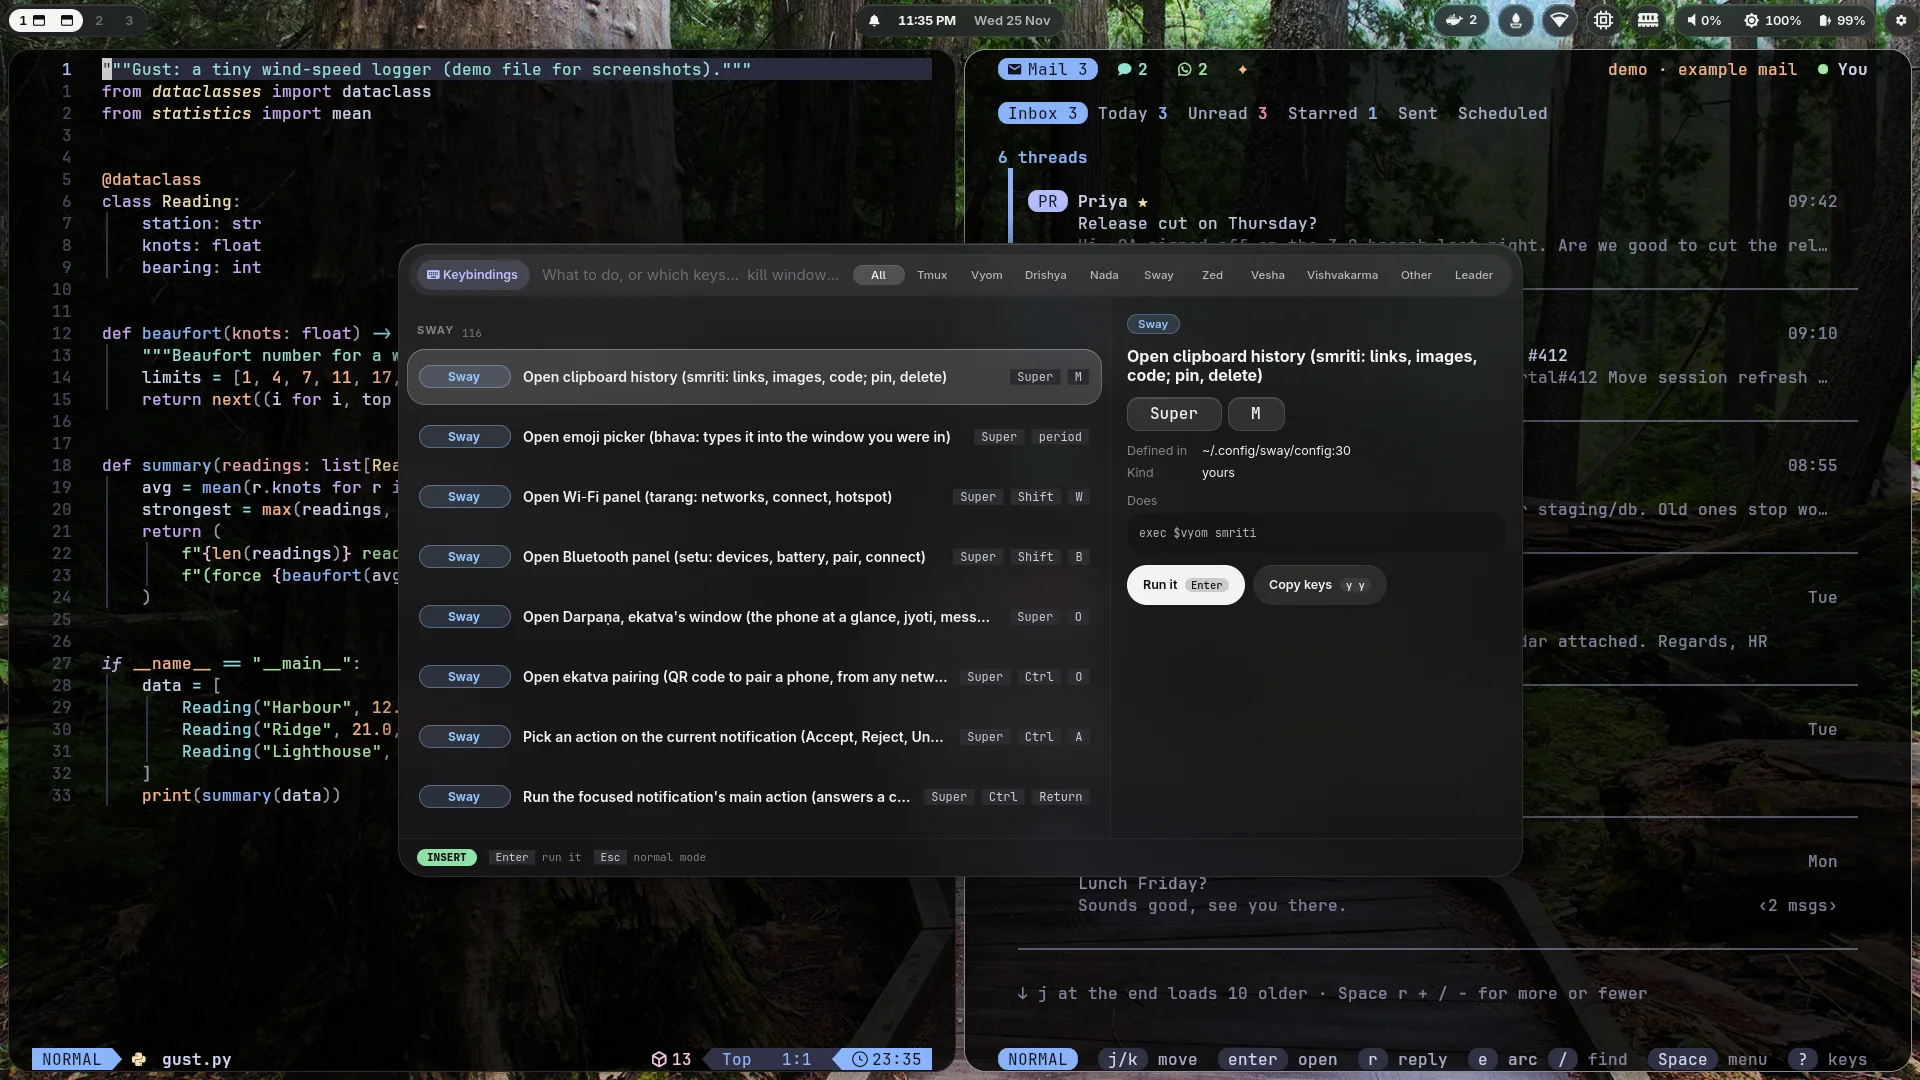 1 2 3
11:35 PM Wed 25 Nov
2 0% 100% 99%
1 """Gust: a tiny wind-speed logger (demo file for screenshots)."""
1 from dataclasses import dataclass
2 from statistics import mean
3
4
5 @dataclass
6 class Reading:
7 station: str
8 knots: float
9 bearing: int
10
11
12 def beaufort(knots: float) ->
13 """Beaufort number for a w
14 limits = [1, 4, 7, 11, 17,
15 return next((i for i, top
16
17
18 def summary(readings: list[Rea
19 avg = mean(r.knots for r i
20 strongest = max(readings,
21 return (
22 f"{len(readings)} read
23 f"(force {beaufort(avg
24 )
25
26
27 if __name__ == "__main__":
28 data = [
29 Reading("Harbour", 12.
30 Reading("Ridge", 21.0,
31 Reading("Lighthouse",
32 ]
33 print(summary(data))
NORMAL gust.py 13 Top 1:1 23:35
Mail 3 2 2 demo · example mail You
Inbox 3 Today 3 Unread 3 Starred 1 Sent Scheduled
6 threads
PR Priya 09:42
Release cut on Thursday?
night. Are we good to cut the rel…
09:10
#412
rtal#412 Move session refresh …
08:55
staging/db. Old ones stop wo…
Tue
dar attached. Regards, HR
Tue
Mon
Lunch Friday?
Sounds good, see you there. ‹2 msgs›
↓ j at the end loads 10 older · Space r + / - for more or fewer
NORMAL j/k move enter open r reply e arc / find Space menu ? keys
Keybindings What to do, or which keys… kill window… All Tmux Vyom Drishya Nada Sway Zed Vesha Vishvakarma Other Leader
SWAY 116
Sway Open clipboard history (smriti: links, images, code; pin, delete) Super M
Sway Open emoji picker (bhava: types it into the window you were in) Super period
Sway Open Wi-Fi panel (tarang: networks, connect, hotspot) Super Shift W
Sway Open Bluetooth panel (setu: devices, battery, pair, connect) Super Shift B
Sway Open Darpaṇa, ekatva's window (the phone at a glance, jyoti, mess… Super O
Sway Open ekatva pairing (QR code to pair a phone, from any netw… Super Ctrl O
Sway Pick an action on the current notification (Accept, Reject, Un… Super Ctrl A
Sway Run the focused notification's main action (answers a c… Super Ctrl Return
INSERT Enter run it Esc normal mode
Sway
Open clipboard history (smriti: links, images,
code; pin, delete)
Super M
Defined in ~/.config/sway/config:30
Kind yours
Does
exec $vyom smriti
Run it Enter Copy keys y y